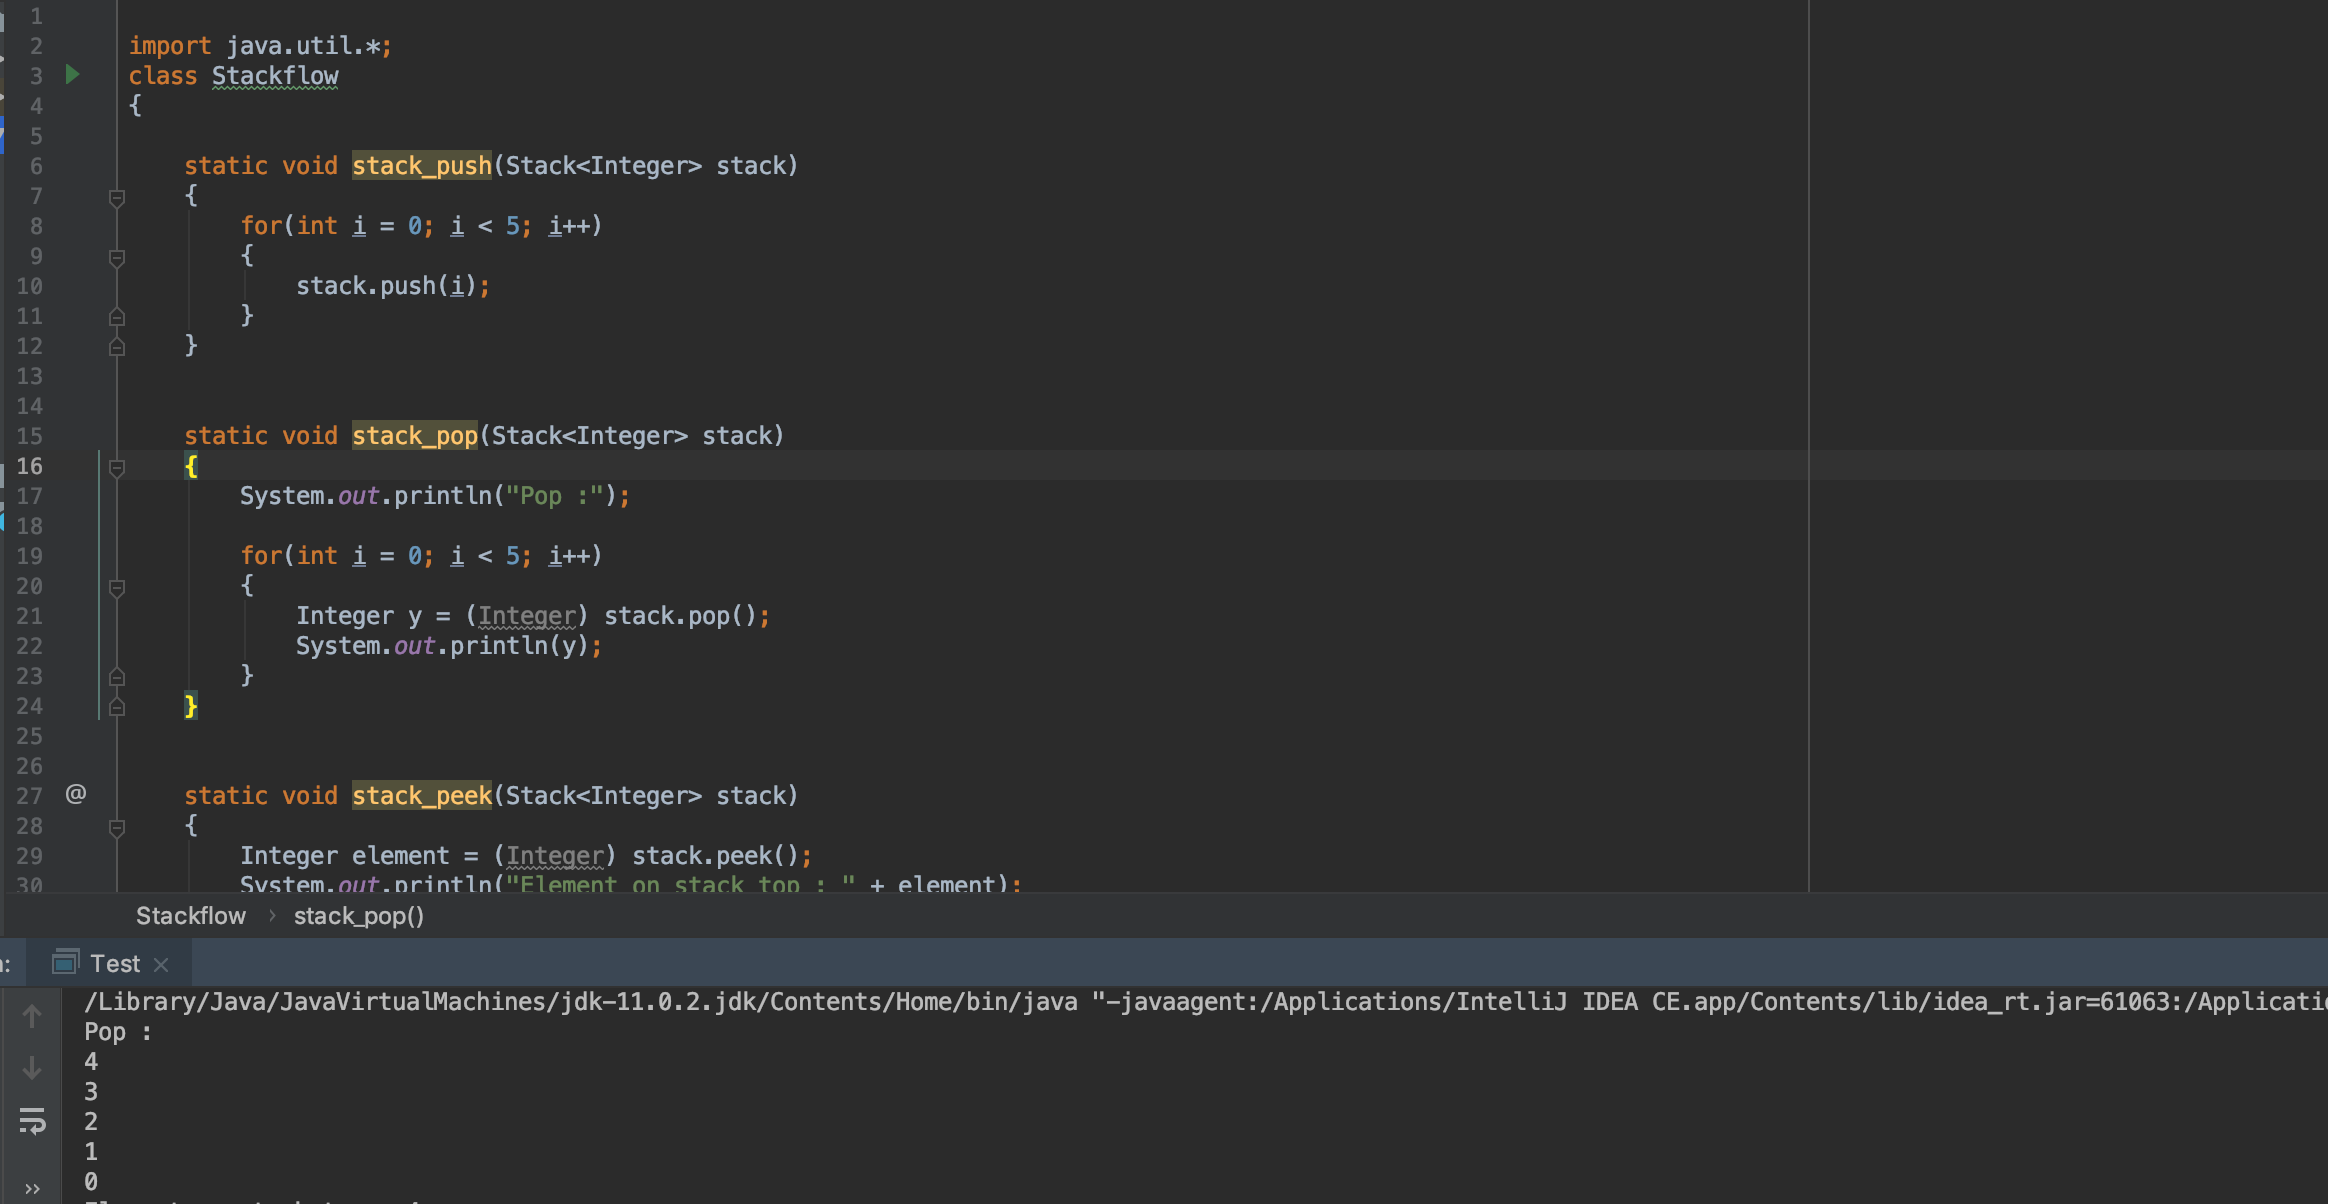 1
2 import java.util.*;
3 class Stackflow
4 {
5
6 static void stack_push(Stack<Integer> stack)
7 {
8 for(int i = 0; i < 5; i++)
9 {
10 stack.push(i);
11 }
12 }
13
14
15 static void stack_pop(Stack<Integer> stack)
16 {
17 System.out.println("Pop :");
18
19 for(int i = 0; i < 5; i++)
20 {
21 Integer y = (Integer) stack.pop();
22 System.out.println(y);
23 }
24 }
25
26
27 @ static void stack_peek(Stack<Integer> stack)
28 {
29 Integer element = (Integer) stack.peek();
30 System.out.println("Element on stack top : " + element);
Stackflow › stack_pop()
Test ×
/Library/Java/JavaVirtualMachines/jdk-11.0.2.jdk/Contents/Home/bin/java "-javaagent:/Applications/IntelliJ IDEA CE.app/Contents/lib/idea_rt.jar=61063:/Applicati
Pop :
4
3
2
1
0